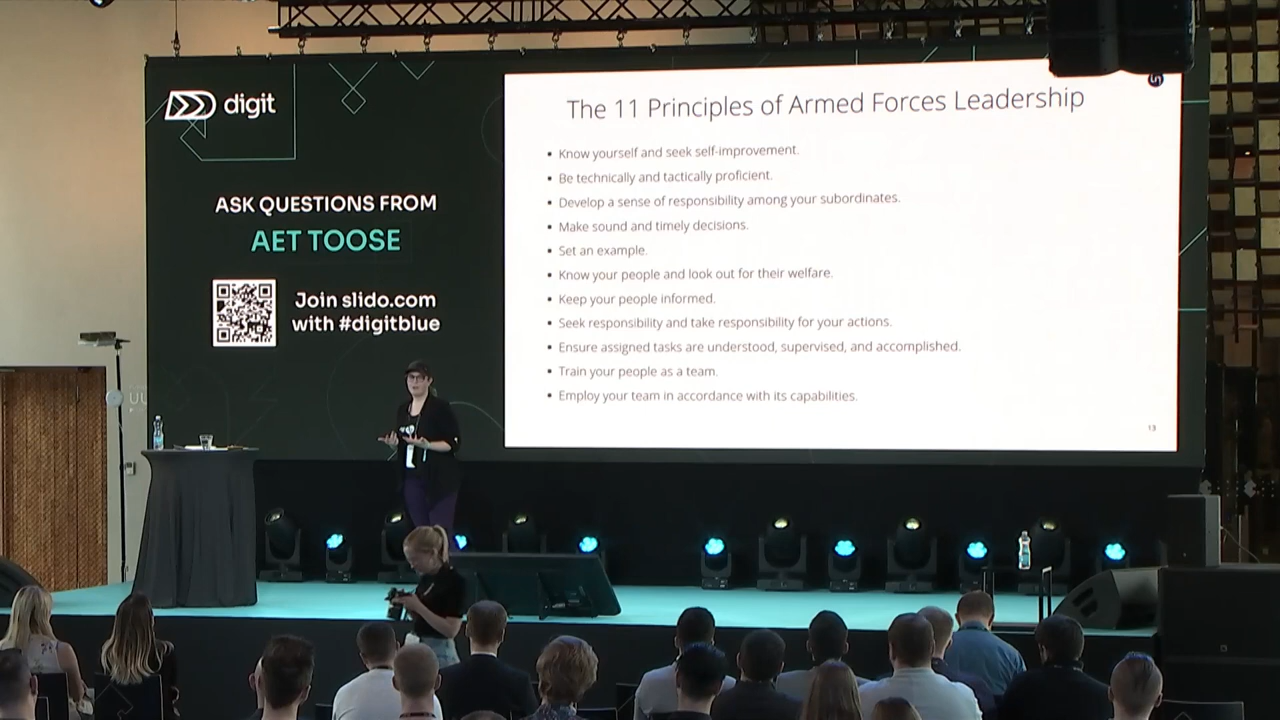 digit
ASK QUESTIONS FROM
AET TOOSE
Join slido.com
with #digitblue
The 11 Principles of Armed Forces Leadership
• Know yourself and seek self-improvement.
• Be technically and tactically proficient.
• Develop a sense of responsibility among your subordinates.
• Make sound and timely decisions.
• Set an example.
• Know your people and look out for their welfare.
• Keep your people informed.
• Seek responsibility and take responsibility for your actions.
• Ensure assigned tasks are understood, supervised, and accomplished.
• Train your people as a team.
• Employ your team in accordance with its capabilities.
13